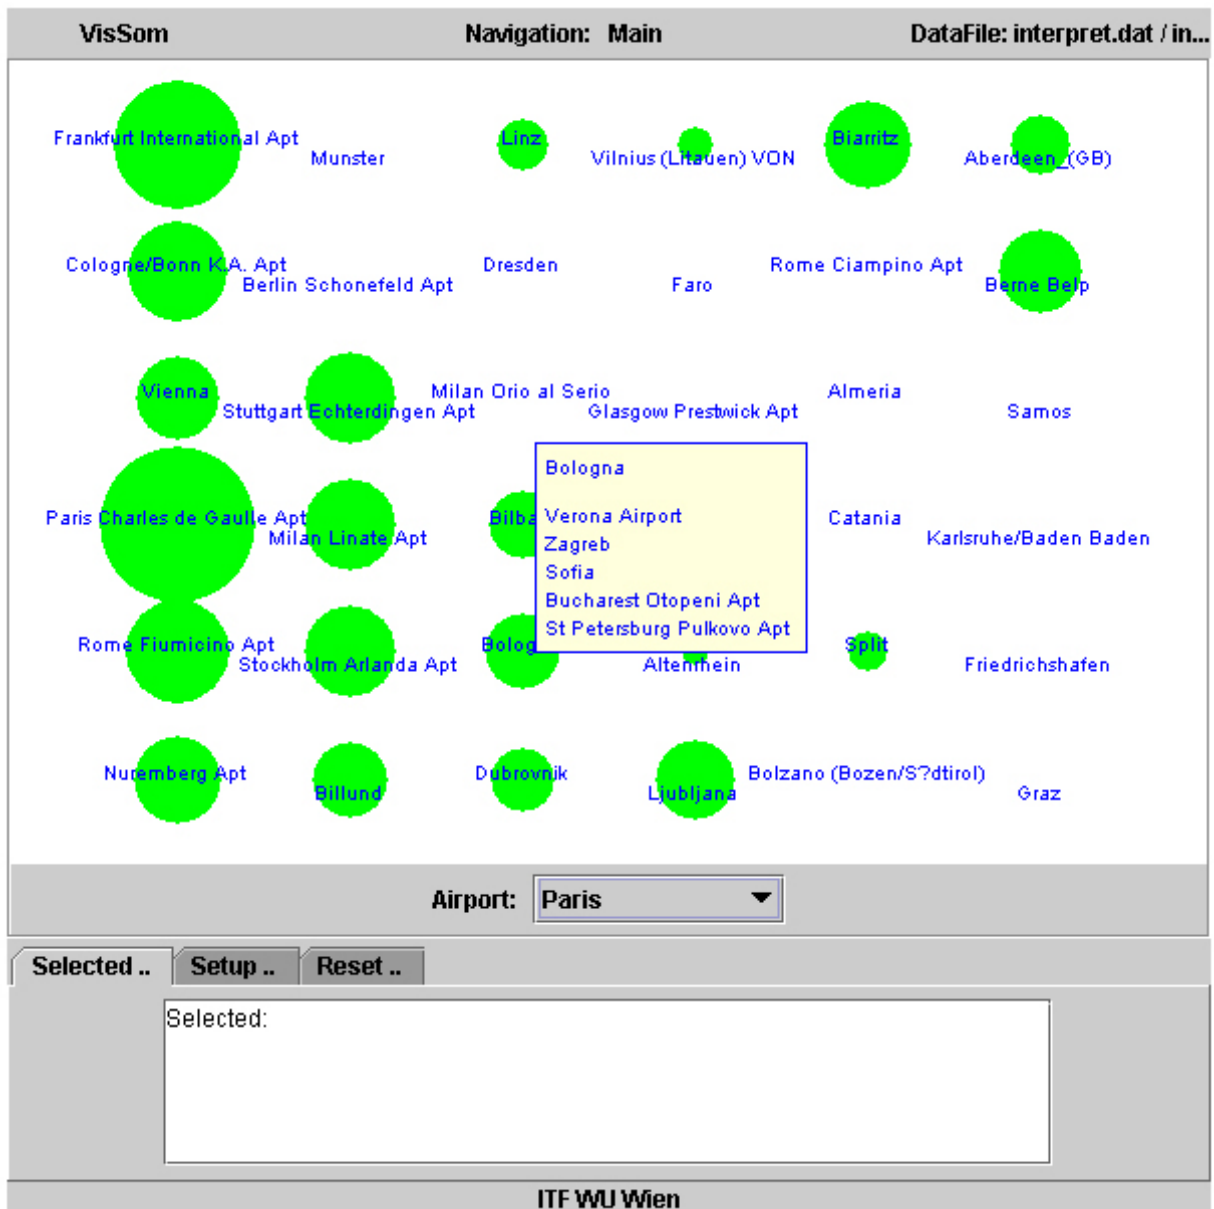 VisSom Navigation: Main DataFile: interpret.dat / in...
Frankfurt International Apt Munster Linz Vilnius (Litauen) VON Biarritz Aberdeen_(GB)
Cologne/Bonn K.A. Apt Berlin Schonefeld Apt Dresden Faro Rome Ciampino Apt Berne Belp
Vienna Stuttgart Echterdingen Apt Milan Orio al Serio Glasgow Prestwick Apt Almeria Samos
Bologna
Paris Charles de Gaulle Apt Milan Linate Apt Bilba Verona Airport Catania Karlsruhe/Baden Baden
Zagreb
Sofia
Bucharest Otopeni Apt
St Petersburg Pulkovo Apt
Rome Fiumicino Apt Stockholm Arlanda Apt Bolog Altenrhein Split Friedrichshafen
Nuremberg Apt Billund Dubrovnik Ljubljana Bolzano (Bozen/S?dtirol) Graz
Airport: Paris
Selected .. Setup .. Reset ..
Selected:
ITF WU Wien